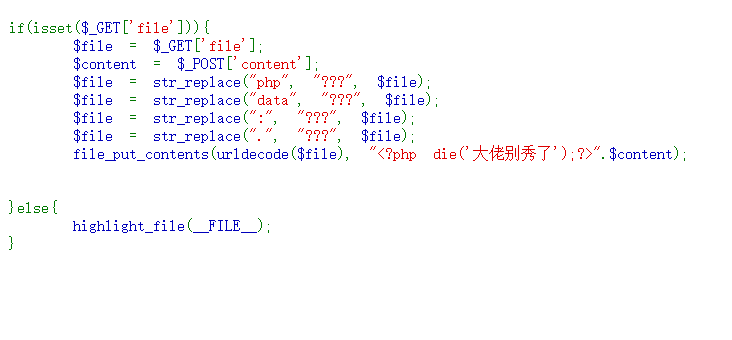 if(isset($_GET['file'])){
$file = $_GET['file'];
$content = $_POST['content'];
$file = str_replace("php", "???", $file);
$file = str_replace("data", "???", $file);
$file = str_replace(":", "???", $file);
$file = str_replace(".", "???", $file);
file_put_contents(urldecode($file), "<?php die('大佬别秀了');?>".$content);
}else{
highlight_file(__FILE__);
}